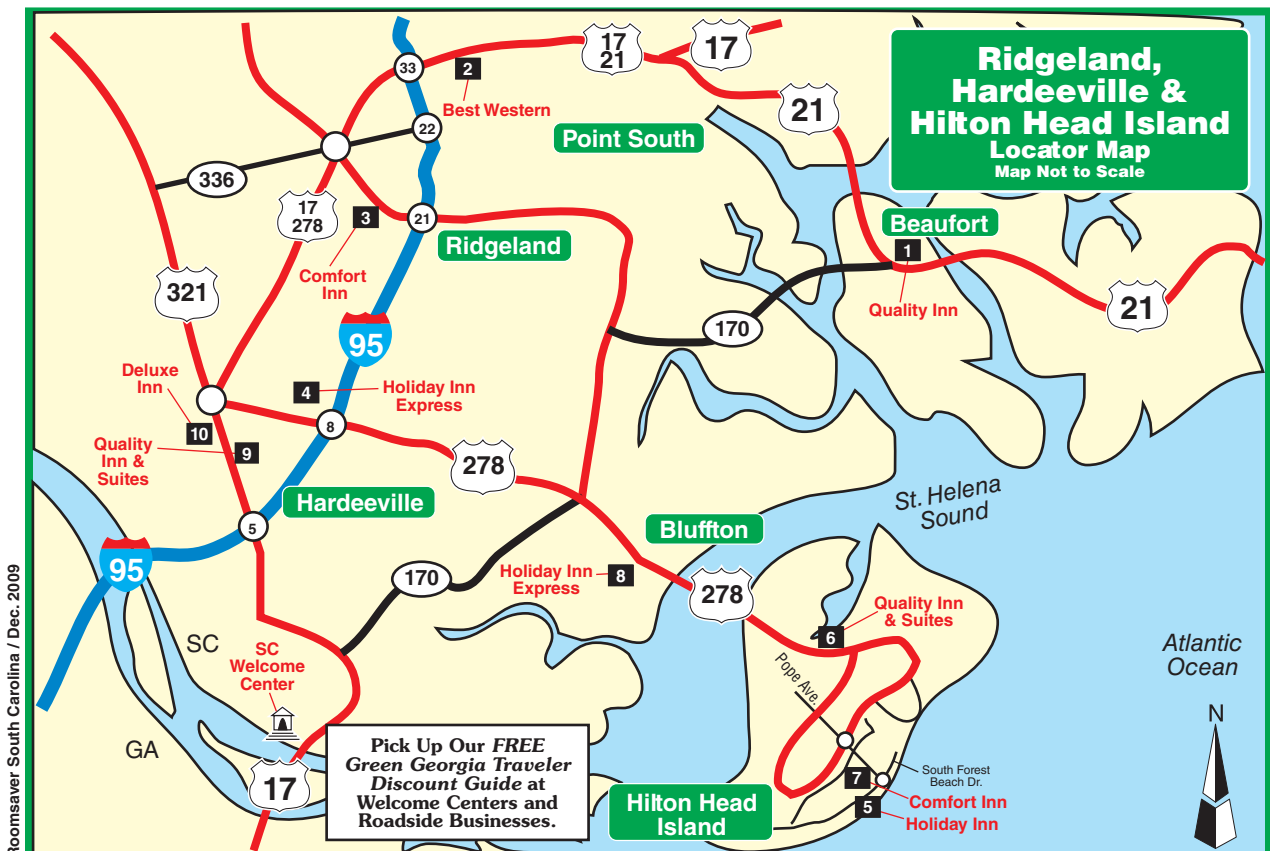 Ridgeland,
Hardeeville &
Hilton Head Island
Locator Map
Map Not to Scale
17
21
17
21
33
2
Best Western
22
Point South
336
17
278
3
Comfort
Inn
21
Ridgeland
Beaufort
1
Quality Inn
21
321
95
170
Deluxe
Inn
10
4
Holiday Inn
Express
8
Quality
Inn &
Suites
9
278
Hardeeville
5
St. Helena
Sound
Bluffton
95
170
Holiday Inn
Express
8
278
Quality Inn
& Suites
6
Pope Ave.
Atlantic
Ocean
N
SC
SC
Welcome
Center
GA
17
Pick Up Our FREE
Green Georgia Traveler
Discount Guide at
Welcome Centers and
Roadside Businesses.
Hilton Head
Island
South Forest
Beach Dr.
7
Comfort Inn
5
Holiday Inn
Roomsaver South Carolina / Dec. 2009